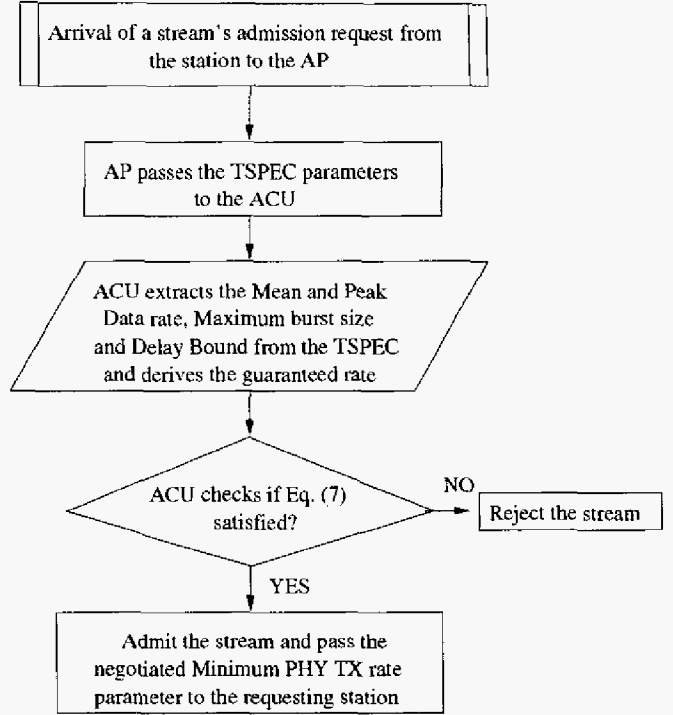 Arrival of a stream's admission request from
the station to the AP
AP passes the TSPEC parameters
to the ACU
ACU extracts the Mean and Peak
Data rate, Maximum burst size
and Delay Bound from the TSPEC
and derives the guaranteed rate
ACU checks if Eq. (7)
satisfied?
NO
Reject the stream
YES
Admit the stream and pass the
negotiated Minimum PHY TX rate
parameter to the requesting station